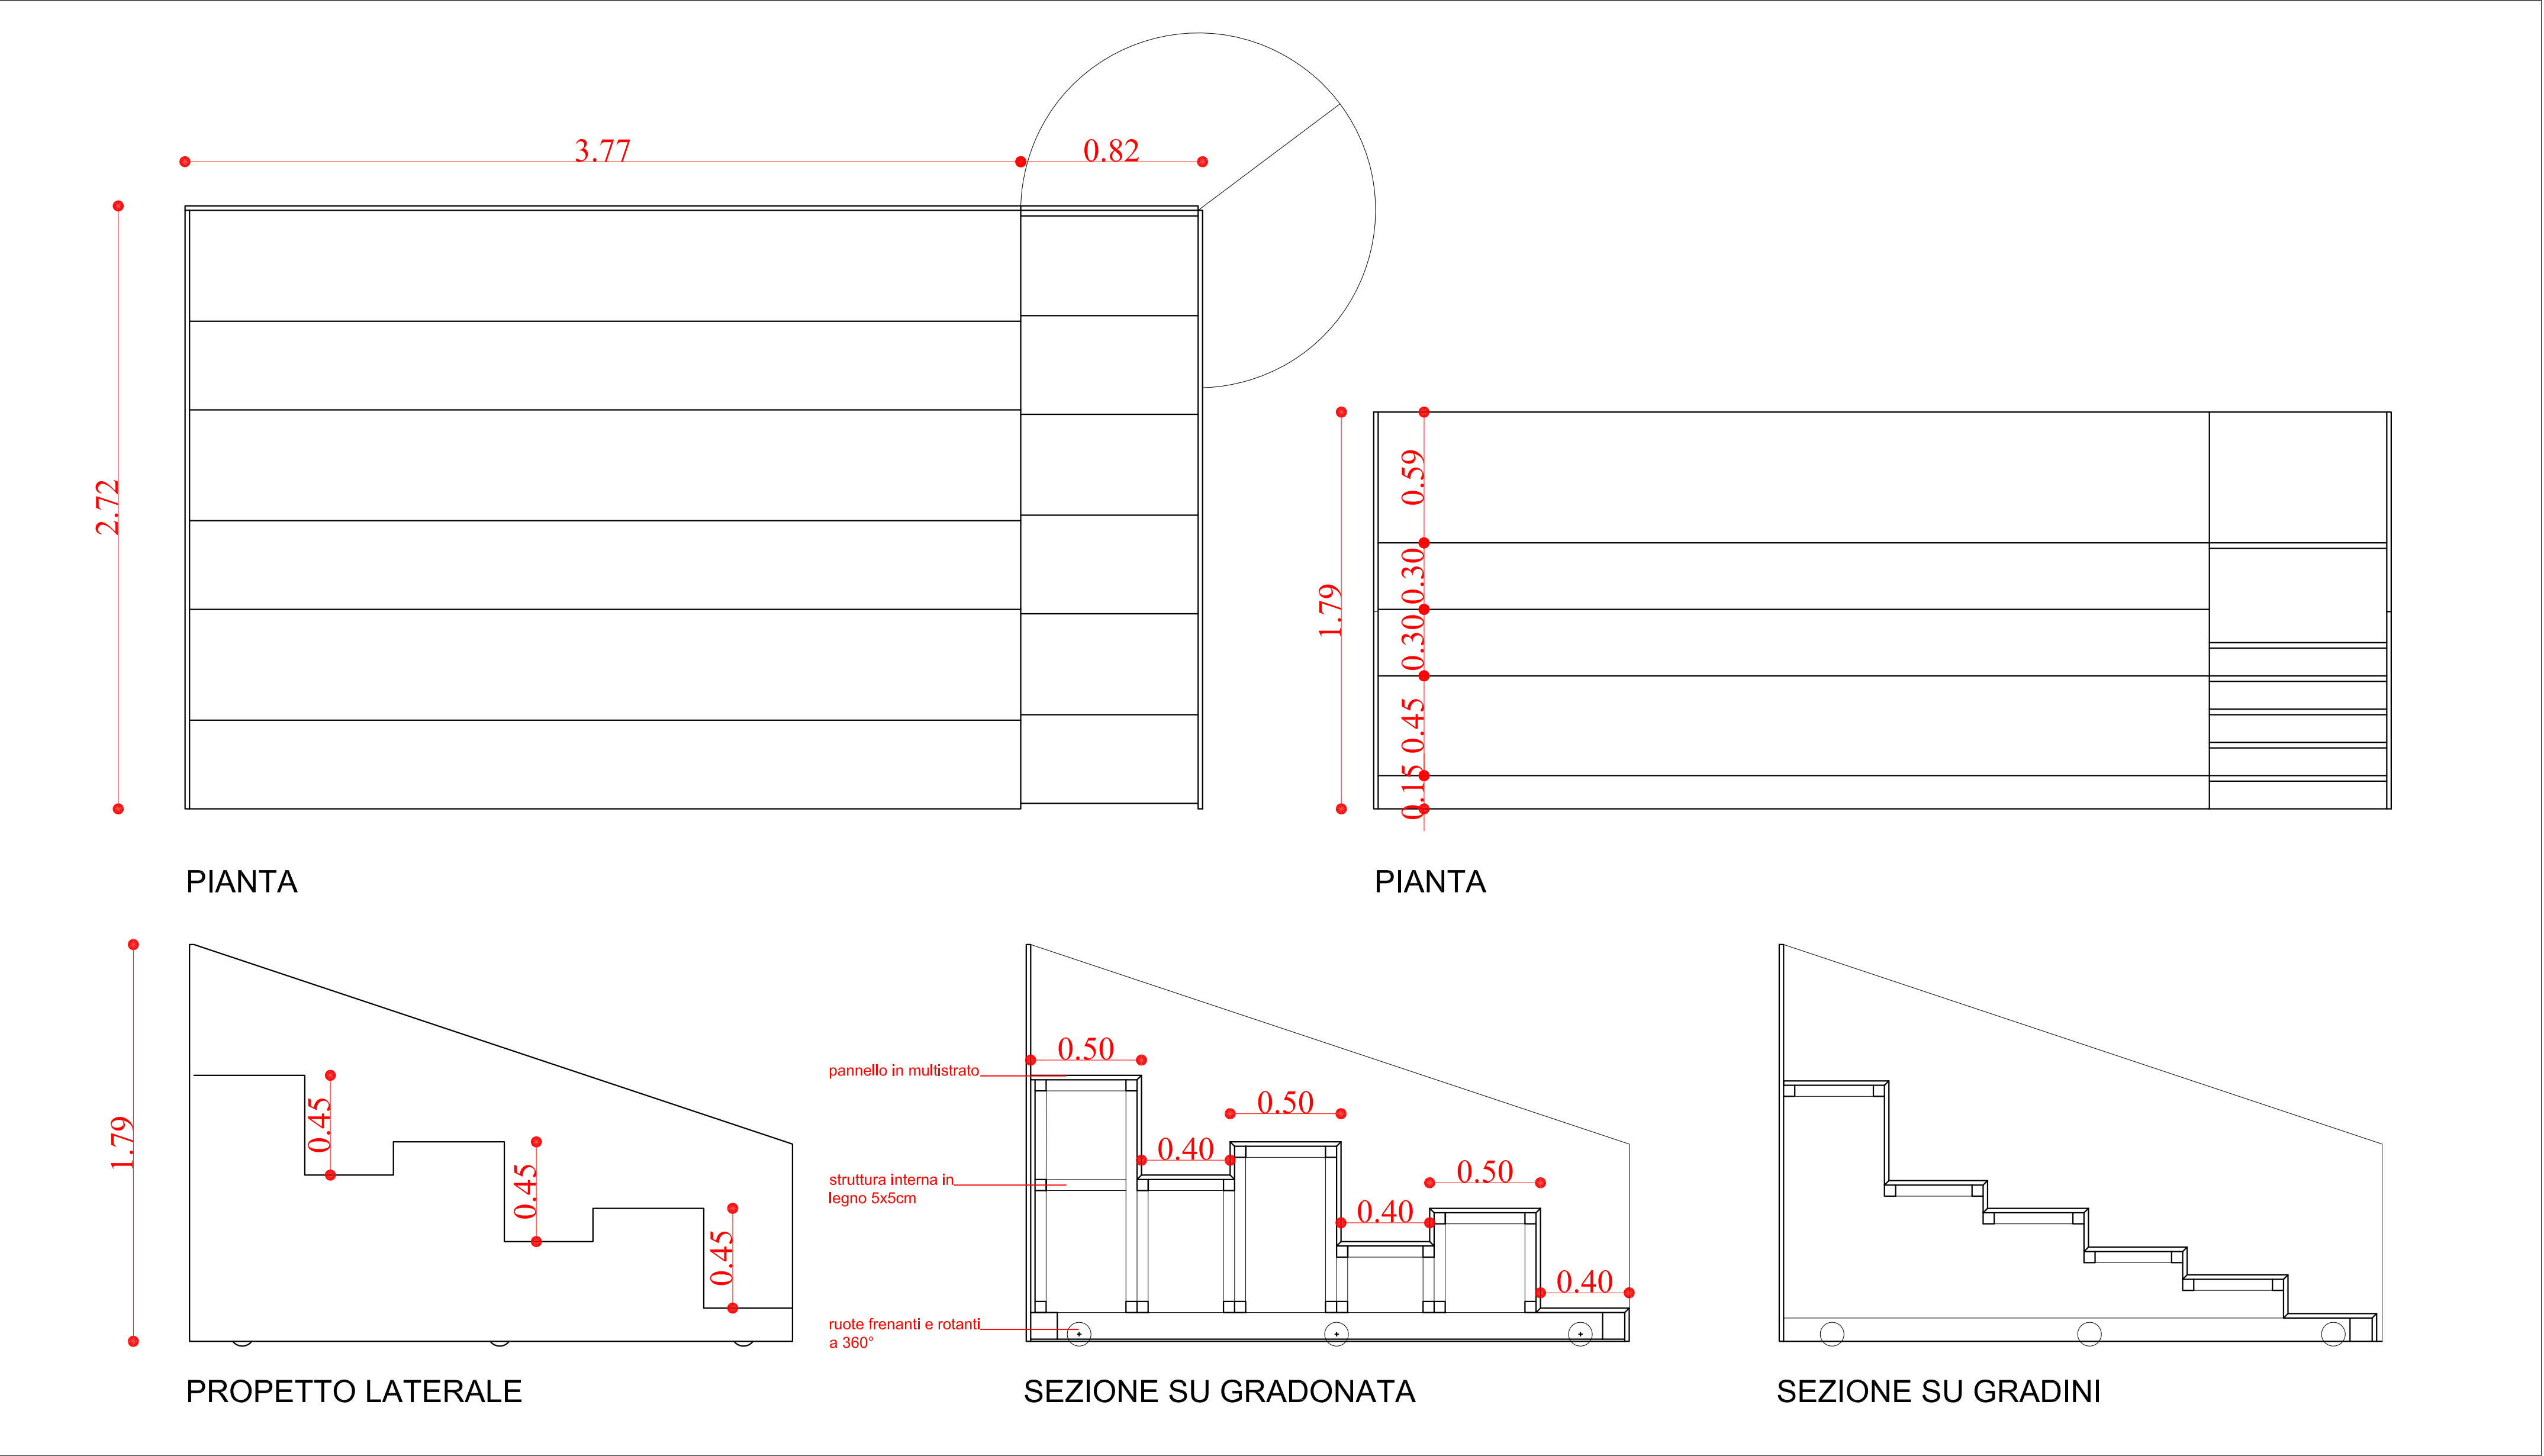 3.77
0.82
2.72
PIANTA
1.79
0.59
0.30
0.30
0.45
0.15
PIANTA
1.79
0.45
0.45
0.45
PROPETTO LATERALE
pannello in multistrato
struttura interna in
legno 5x5cm
ruote frenanti e rotanti
a 360°
0.50
0.40
0.50
0.40
0.50
0.40
SEZIONE SU GRADONATA
SEZIONE SU GRADINI